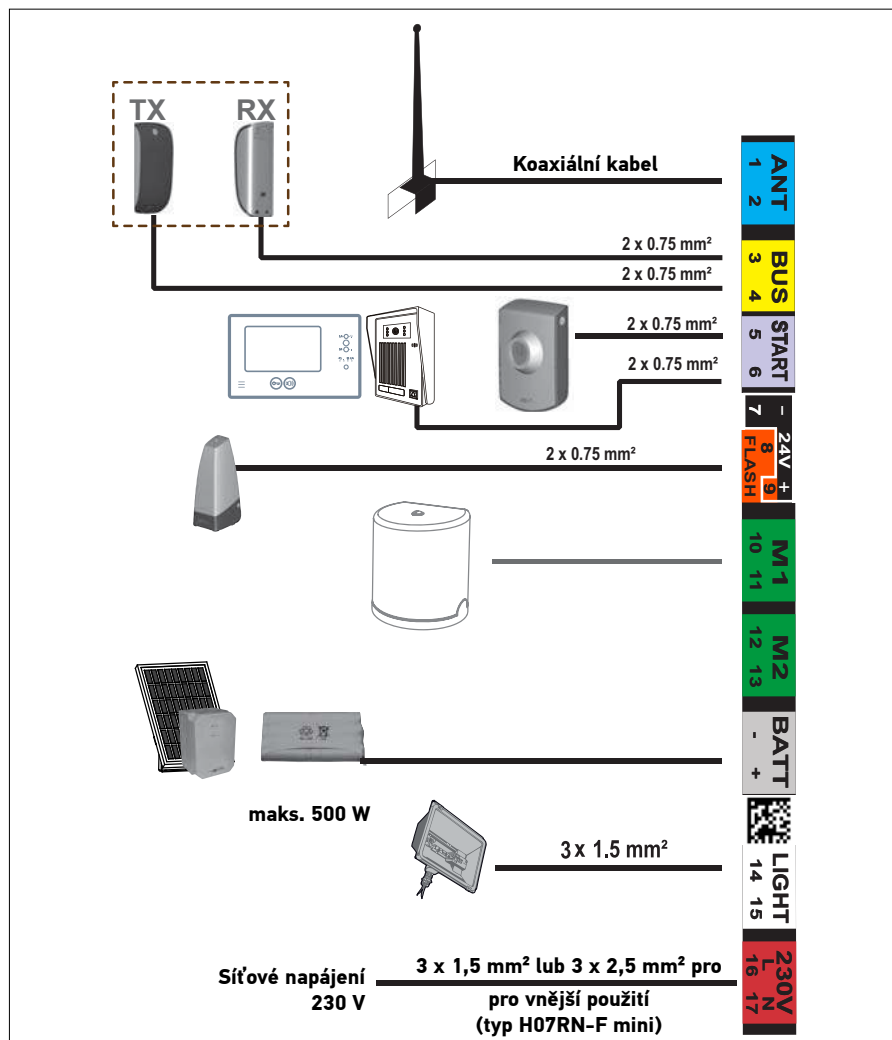 TX RX
Koaxiální kabel
ANT
1 2
2 x 0.75 mm²
2 x 0.75 mm²
BUS
3 4
2 x 0.75 mm²
2 x 0.75 mm²
START
5 6
2 x 0.75 mm²
- 24V +
7 8 9
FLASH
M1
10 11
M2
12 13
BATT
- +
maks. 500 W
3 x 1.5 mm²
LIGHT
14 15
Síťové napájení
230 V
3 x 1,5 mm² lub 3 x 2,5 mm² pro
pro vnější použití
(typ H07RN-F mini)
230V
L N
16 17